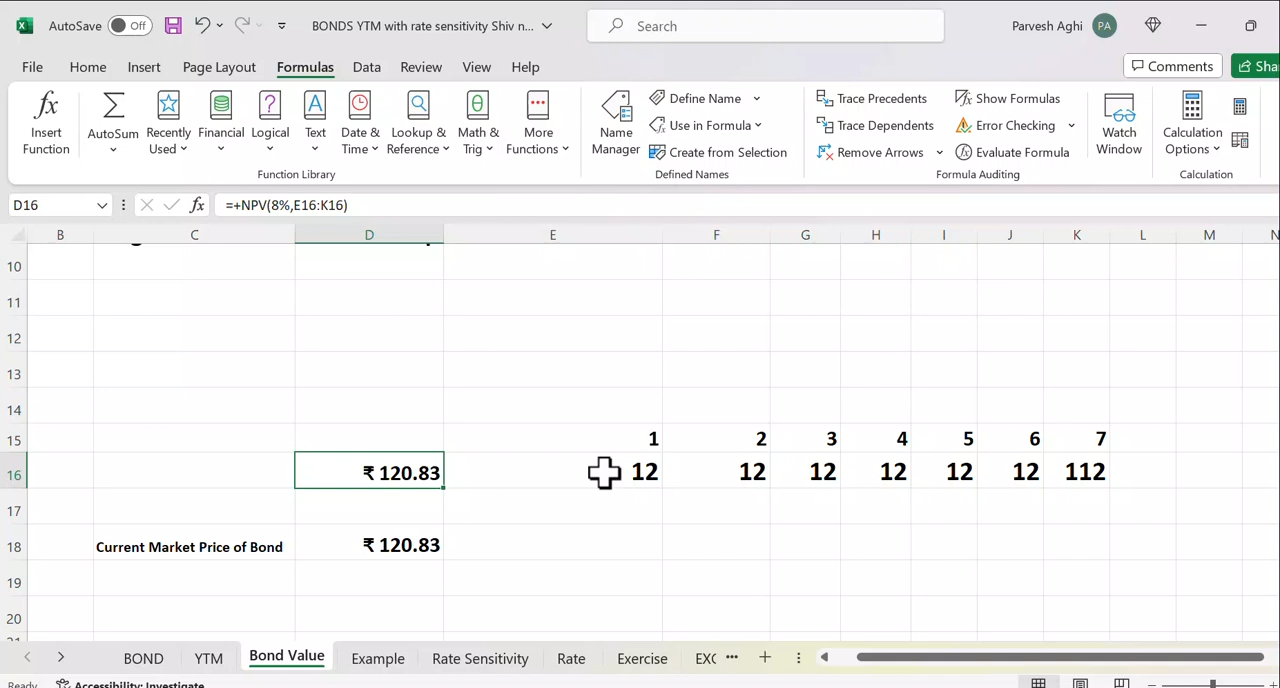 AutoSave Off BONDS YTM with rate sensitivity Shiv n... Search Parvesh Aghi PA
File Home Insert Page Layout Formulas Data Review View Help Comments Sha
Insert Function
AutoSum
Recently Used
Financial
Logical
Text
Date & Time
Lookup & Reference
Math & Trig
More Functions
Function Library
Name Manager
Define Name
Use in Formula
Create from Selection
Defined Names
Trace Precedents
Trace Dependents
Remove Arrows
Show Formulas
Error Checking
Evaluate Formula
Watch Window
Formula Auditing
Calculation Options
Calculation
D16 fx =+NPV(8%,E16:K16)
B C D E F G H I J K L M N
10
11
12
13
14
15 1 2 3 4 5 6 7
16 ₹ 120.83 12 12 12 12 12 12 112
17
18 Current Market Price of Bond ₹ 120.83
19
20
21
BOND YTM Bond Value Example Rate Sensitivity Rate Exercise EXC ...
Ready Accessibility: Investigate